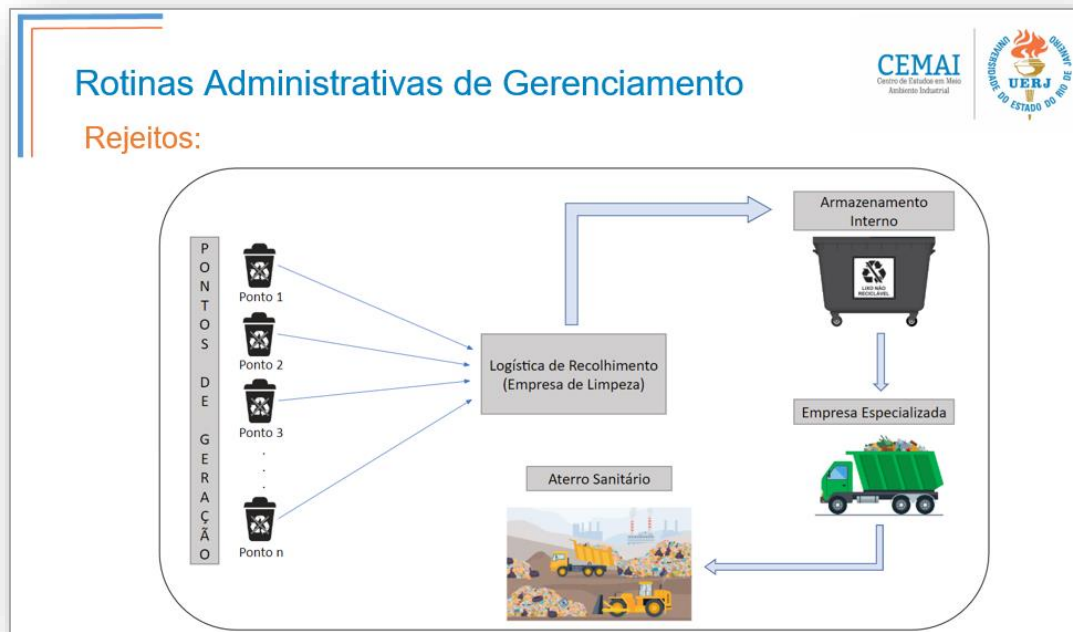 Rotinas Administrativas de Gerenciamento
CEMAI
Centro de Estudos em Meio
Ambiente Industrial
UNIVERSIDADE DO ESTADO DO RIO DE JANEIRO
UERJ
Rejeitos:
PONTOS DE GERAÇÃO
Ponto 1
Ponto 2
Ponto 3
.
.
.
Ponto n
Logística de Recolhimento
(Empresa de Limpeza)
Armazenamento
Interno
LIXO NÃO
RECICLÁVEL
Empresa Especializada
Aterro Sanitário